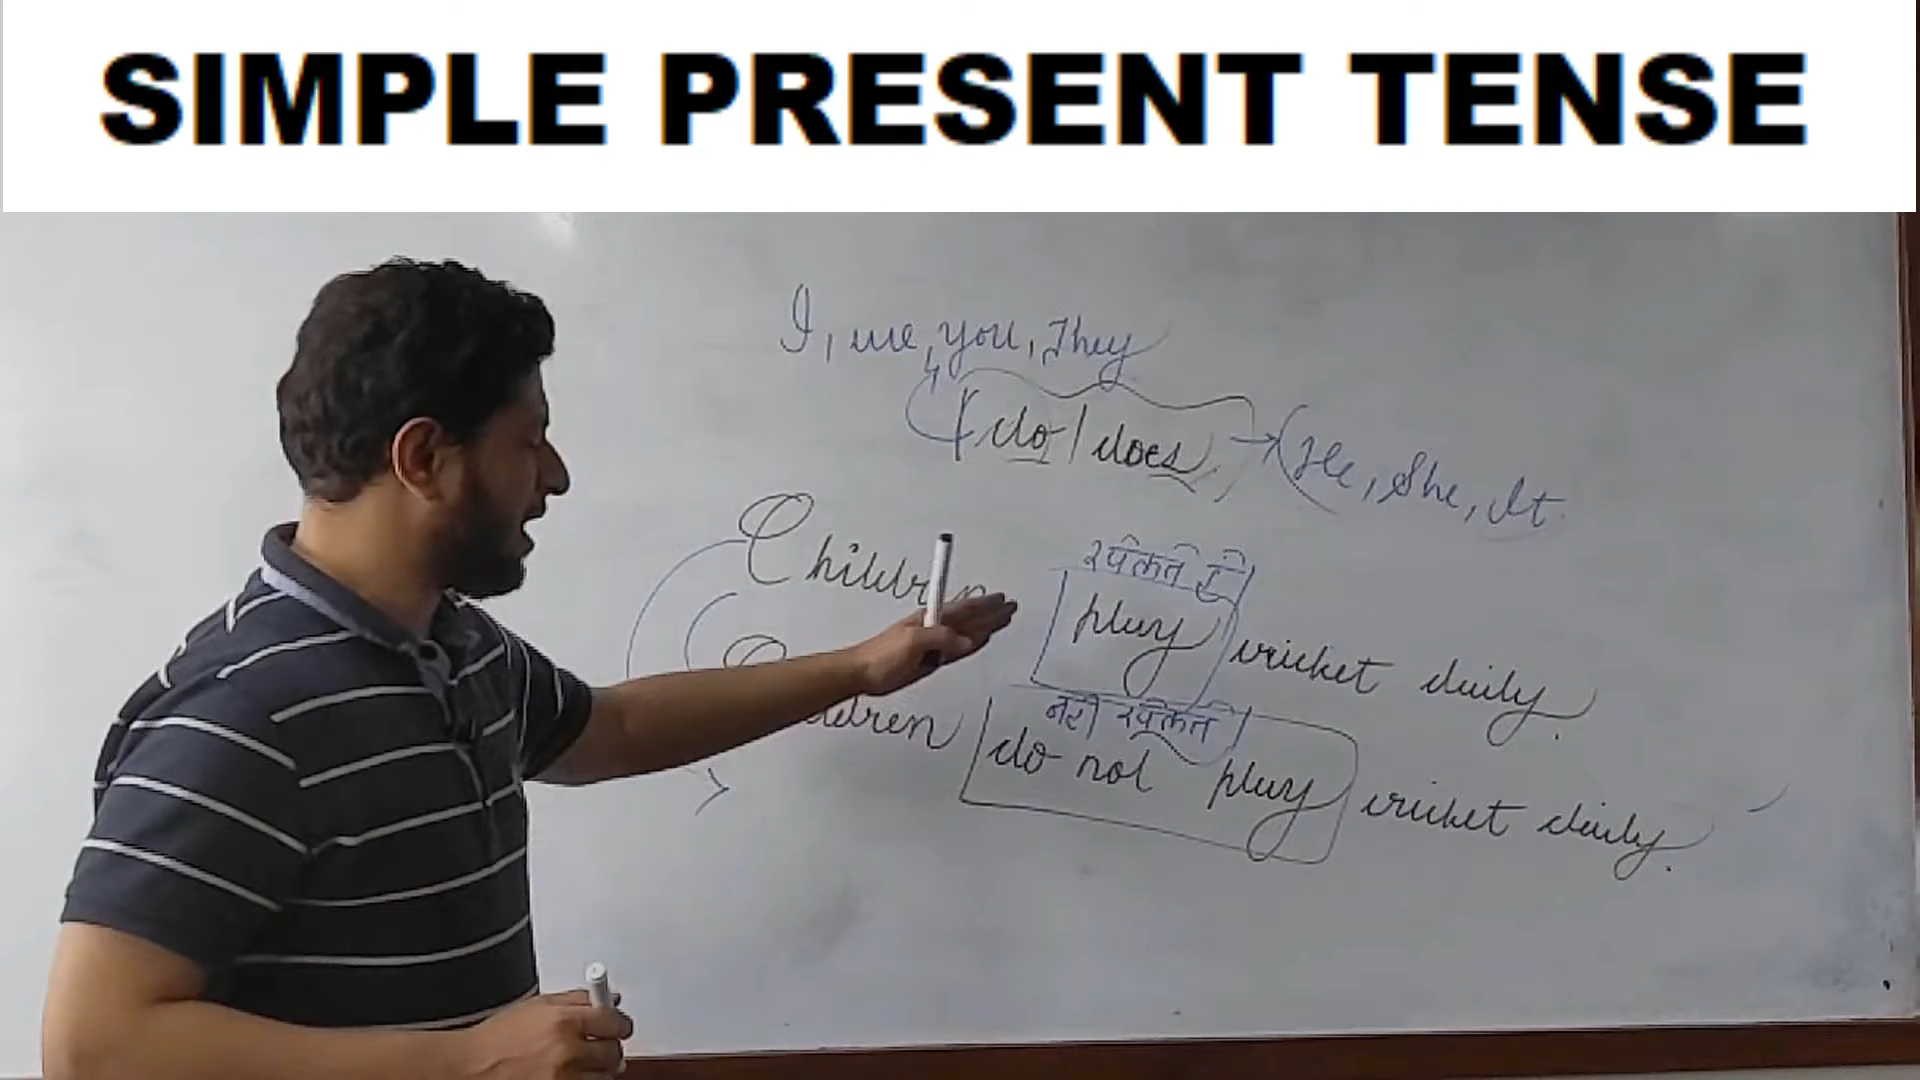 SIMPLE PRESENT TENSE
I, we, you, They
do / does → (He, She, It
Children play cricket daily.
खेलते हैं
नही खेलते
do not play cricket daily.